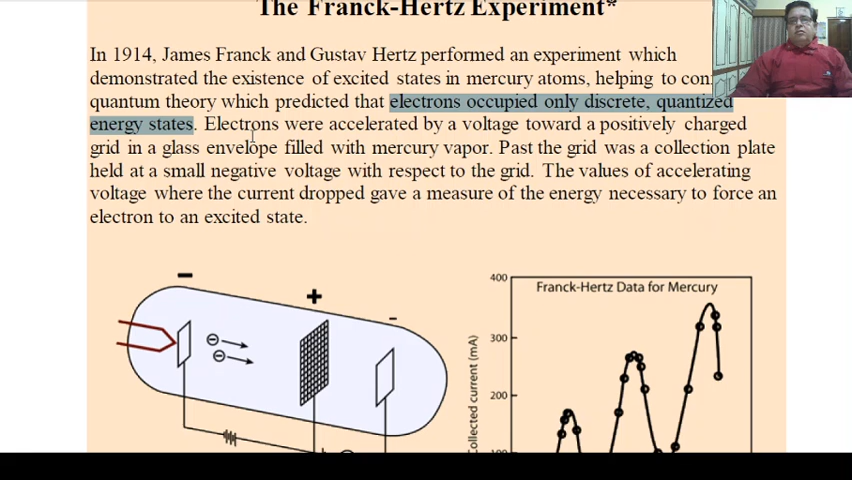 The Franck-Hertz Experiment*
In 1914, James Franck and Gustav Hertz performed an experiment which
demonstrated the existence of excited states in mercury atoms, helping to
quantum theory which predicted that electrons occupied only discrete, quantized
energy states. Electrons were accelerated by a voltage toward a positively charged
grid in a glass envelope filled with mercury vapor. Past the grid was a collection plate
held at a small negative voltage with respect to the grid. The values of accelerating
voltage where the current dropped gave a measure of the energy necessary to force an
electron to an excited state.
−
+
-
400
Franck-Hertz Data for Mercury
300
200
Collected current (mA)